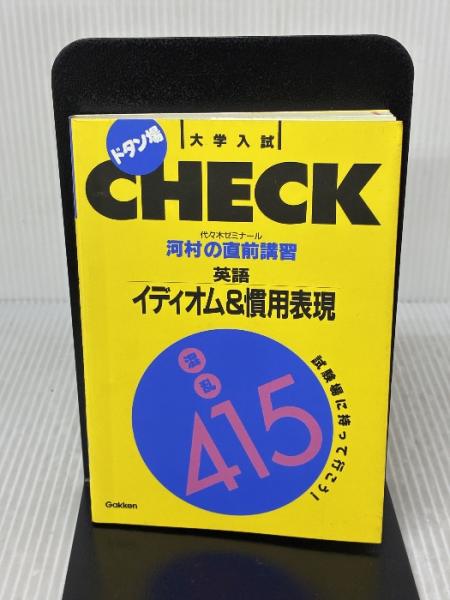 ドタン場
大学入試
CHECK
代々木ゼミナール
河村の直前講習
英語
イディオム&慣用表現
混乱
415
試験場に持って行こう!
Gakken